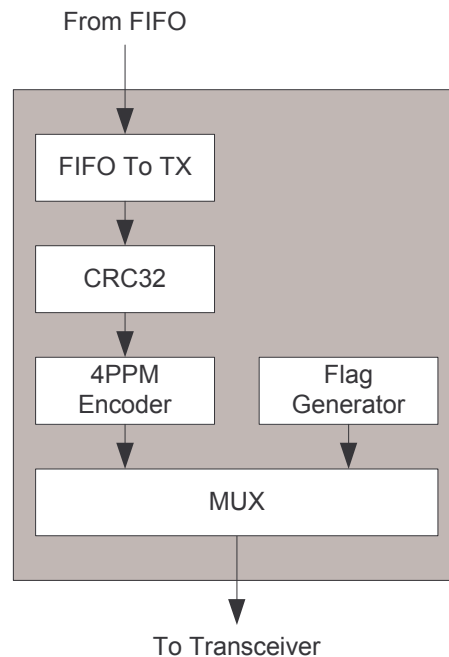 From FIFO
FIFO To TX
CRC32
4PPM
Encoder
Flag
Generator
MUX
To Transceiver